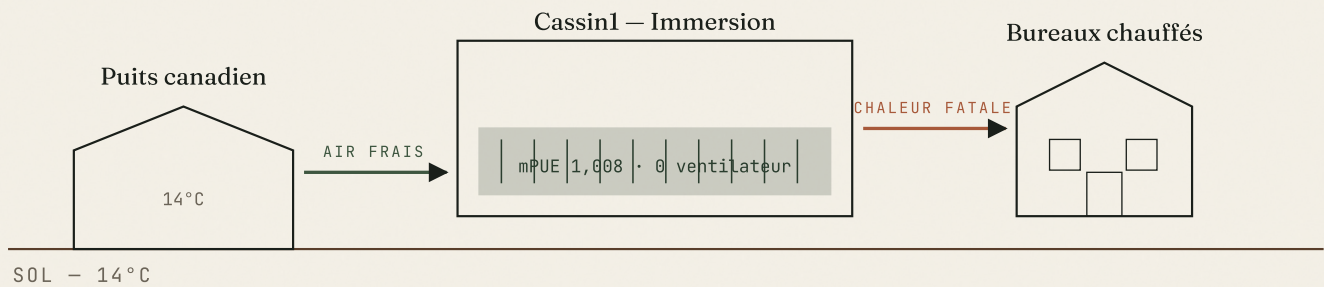 Puits canadien
14°C
AIR FRAIS
Cassin1 — Immersion
mPUE 1,008 · 0 ventilateur
CHALEUR FATALE
Bureaux chauffés
SOL — 14°C